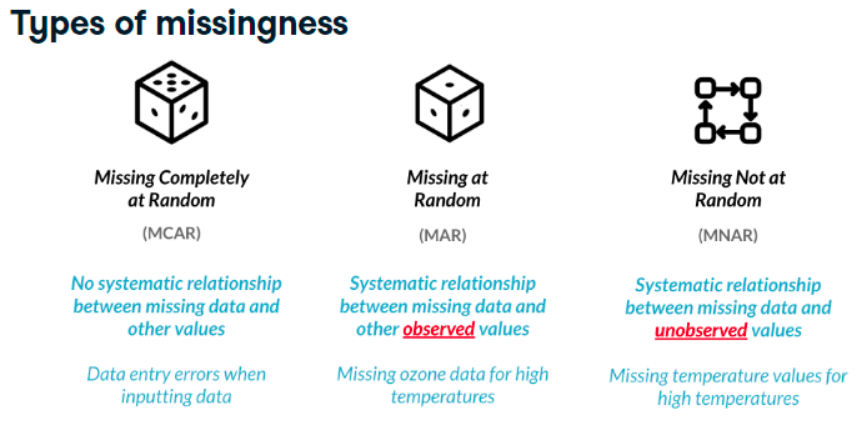 Types of missingness
Missing Completely
at Random
(MCAR)
No systematic relationship
between missing data and
other values
Data entry errors when
inputting data
Missing at
Random
(MAR)
Systematic relationship
between missing data and
other observed values
Missing ozone data for high
temperatures
Missing Not at
Random
(MNAR)
Systematic relationship
between missing data and
unobserved values
Missing temperature values for
high temperatures